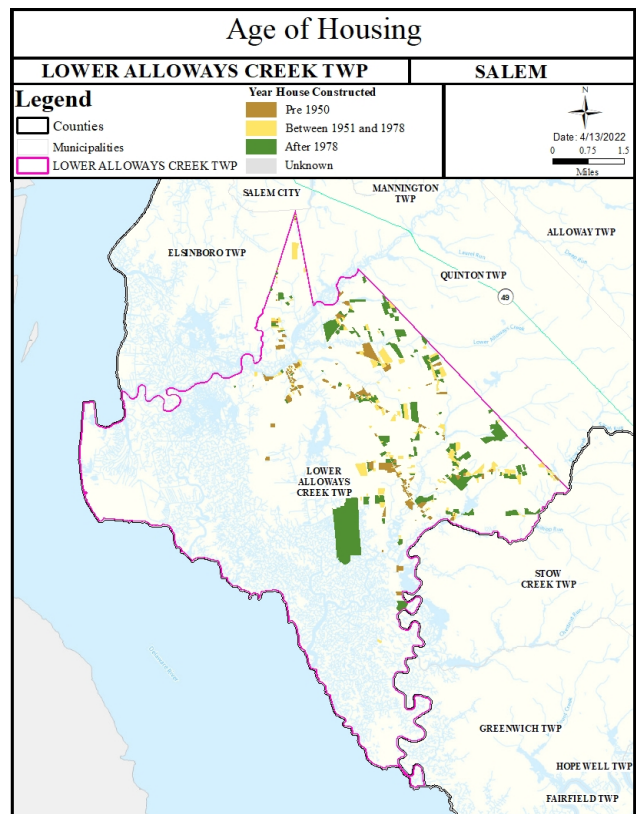 Age of Housing
LOWER ALLOWAYS CREEK TWP
SALEM
Legend
Counties
Municipalities
LOWER ALLOWAYS CREEK TWP
Year House Constructed
Pre 1950
Between 1951 and 1978
After 1978
Unknown
N
Date: 4/13/2022
0 0.75 1.5
Miles
SALEM CITY
MANNINGTON
TWP
ALLOWAY TWP
ELSINBORO TWP
QUINTON TWP
49
LOWER
ALLOWAYS
CREEK TWP
STOW
CREEK TWP
GREENWICH TWP
HOPEWELL TWP
FAIRFIELD TWP